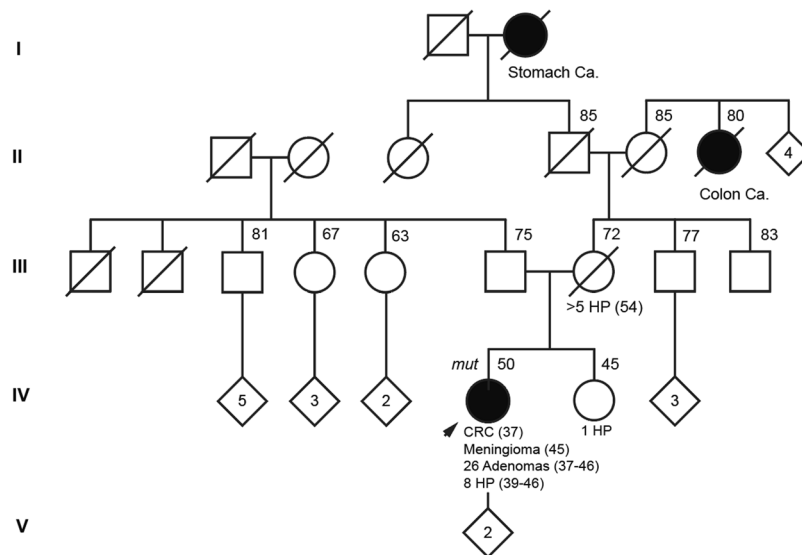 I
Stomach Ca.
II
85
85
80
4
Colon Ca.
III
81
67
63
75
72
77
83
>5 HP (54)
IV
5
3
2
mut
50
45
3
CRC (37)
1 HP
Meningioma (45)
26 Adenomas (37-46)
8 HP (39-46)
V
2